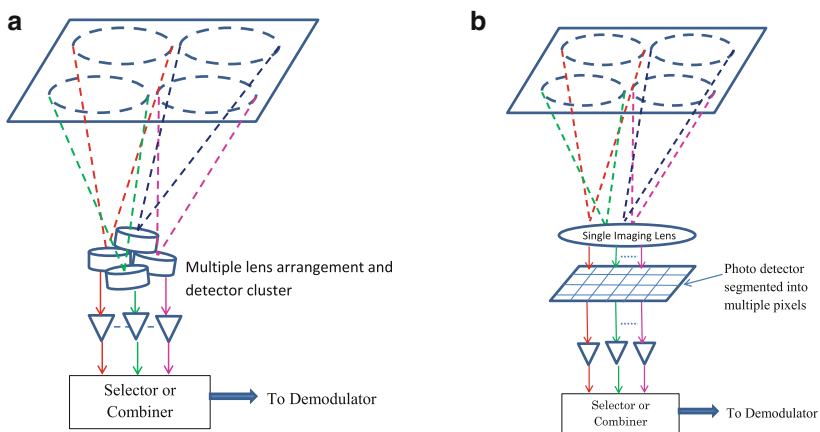 a
Multiple lens arrangement and
detector cluster
Selector or
Combiner
To Demodulator
b
Single Imaging Lens
Photo detector
segmented into
multiple pixels
Selector or
Combiner
To Demodulator